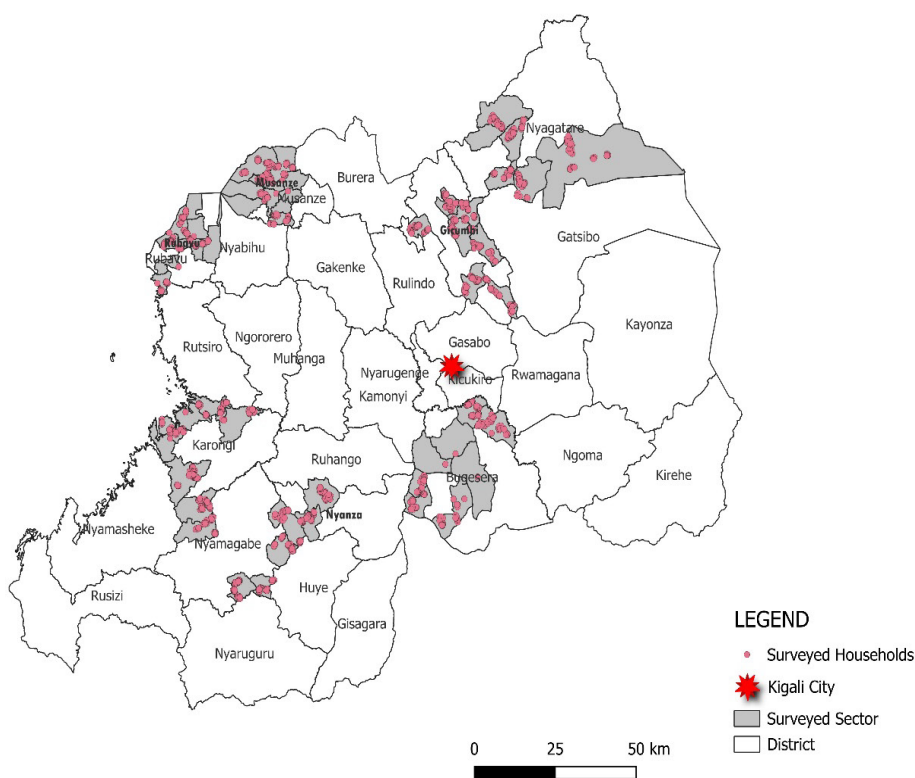 Nyagatare
Burera
Musanze
Musanze
Gicumbi
Gatsibo
Rubavu
Rubavu
Nyabihu
Gakenke
Rulindo
Kayonza
Rutsiro
Ngororero
Muhanga
Gasabo
Nyarugenge
Kicukiro
Rwamagana
Kamonyi
Karongi
Ruhango
Ngoma
Kirehe
Bugesera
Nyanza
Nyamasheke
Nyamagabe
Rusizi
Huye
Gisagara
Nyaruguru
LEGEND
Surveyed Households
Kigali City
Surveyed Sector
District
0 25 50 km